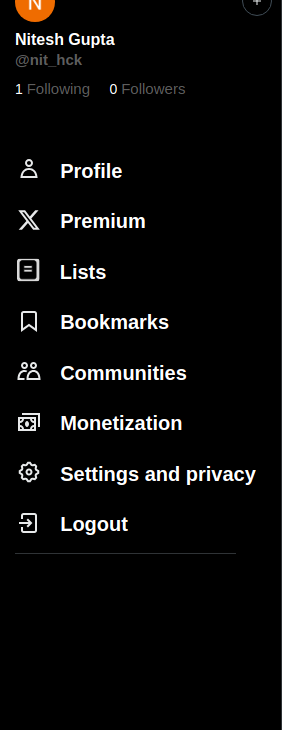 N
Nitesh Gupta
@nit_hck
1 Following 0 Followers
Profile
Premium
Lists
Bookmarks
Communities
Monetization
Settings and privacy
Logout